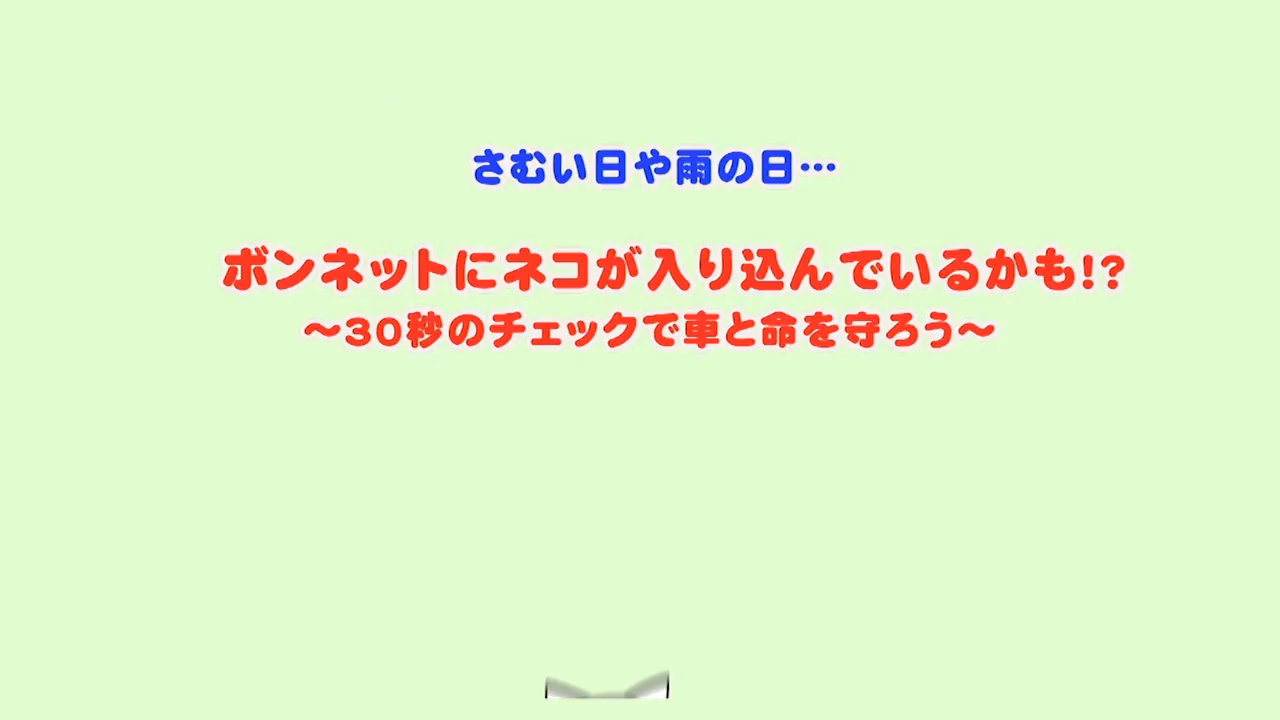 さむい日や雨の日…
ボンネットにネコが入り込んでいるかも!?
～30秒のチェックで車と命を守ろう～